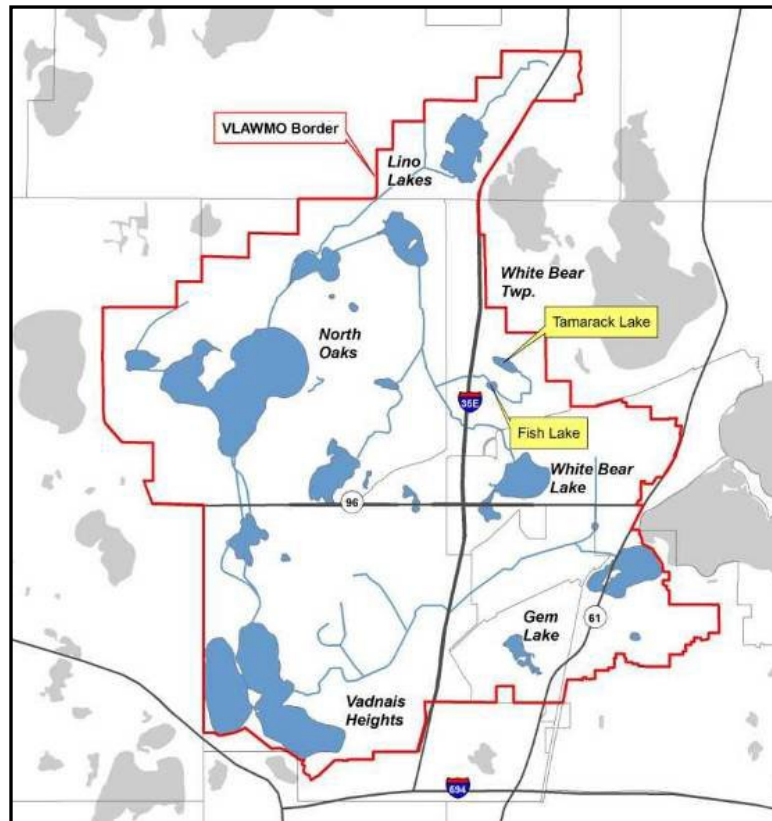 VLAWMO Border
Lino
Lakes
White Bear
Twp.
Tamarack Lake
North
Oaks
35E
Fish Lake
White Bear
Lake
96
Gem
Lake
61
Vadnais
Heights
694